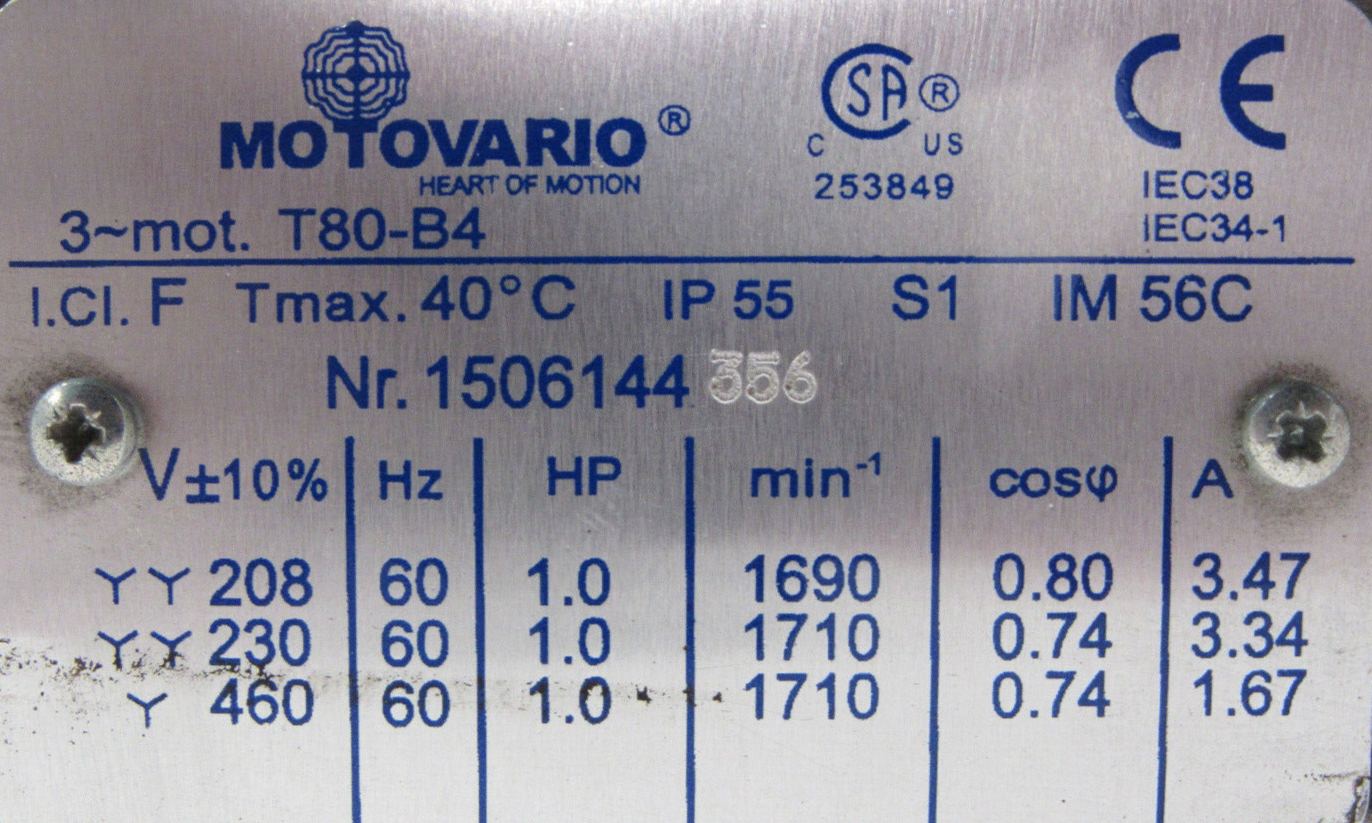 MOTOVARIO ®
HEART OF MOTION
CSA ®
C US
253849
CE
IEC38
IEC34-1
3~mot. T80-B4
I.Cl. F Tmax. 40°C IP 55 S1 IM 56C
Nr. 1506144 356
V±10% Hz HP min⁻¹ cosφ A
YY 208 60 1.0 1690 0.80 3.47
YY 230 60 1.0 1710 0.74 3.34
Y 460 60 1.0 1710 0.74 1.67